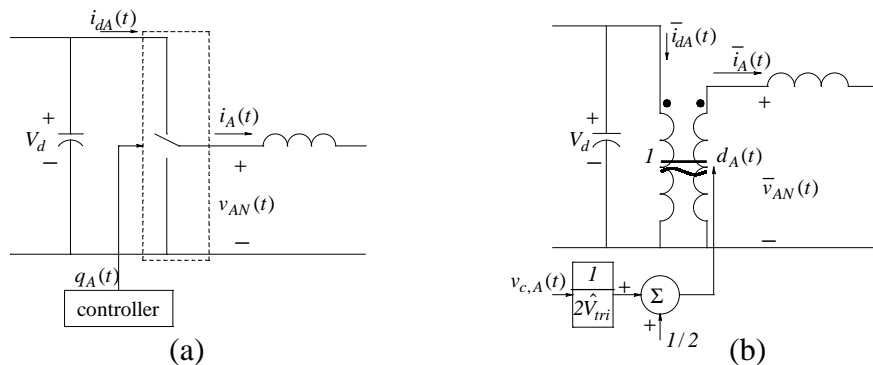 i_dA(t)
+
V_d
−
i_A(t)
+
v_AN(t)
−
q_A(t)
controller
(a)
i̅_dA(t)
i̅_A(t)
+
+
V_d
−
1
d_A(t)
v̅_AN(t)
−
v_c,A(t)
1
2V̂_tri
+
Σ
+
1/2
(b)